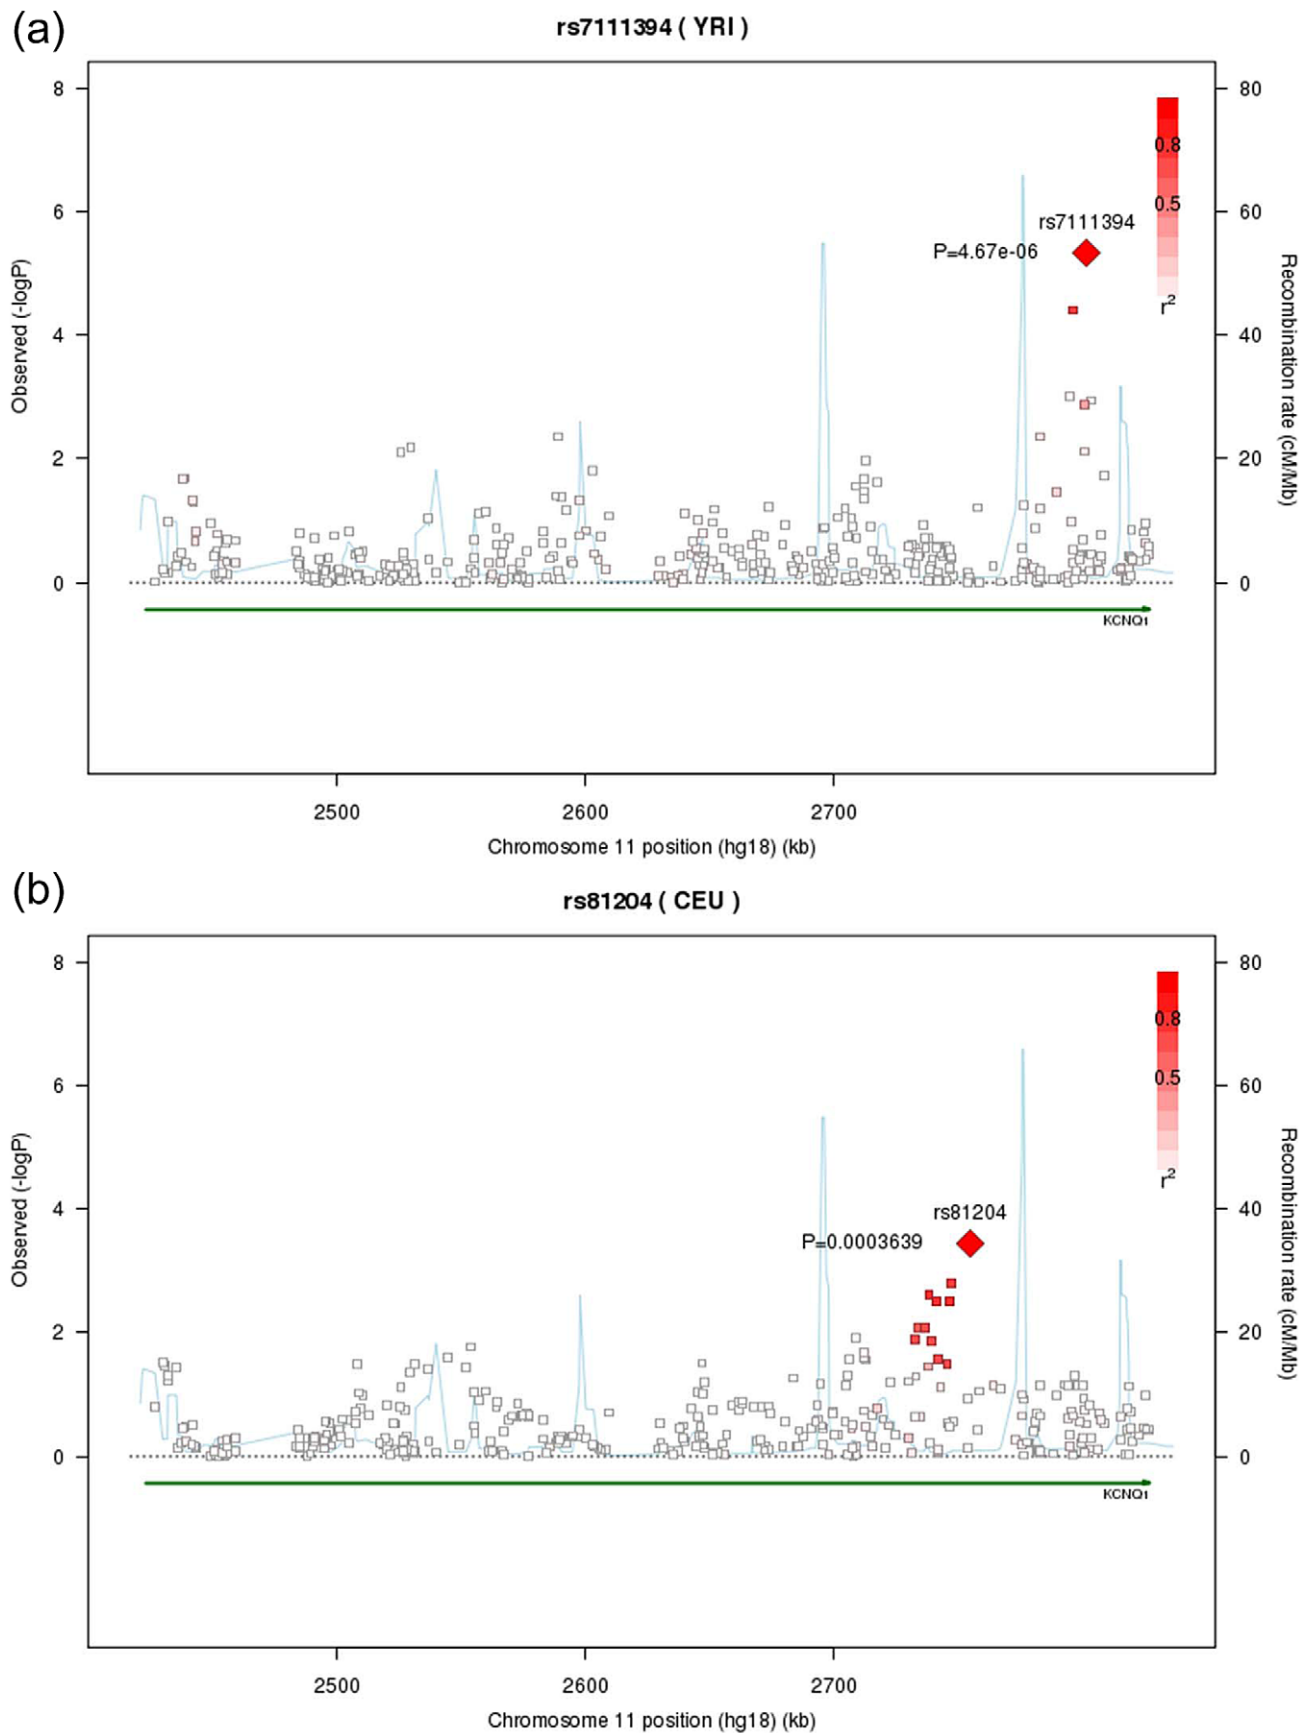 (a)
rs7111394 ( YRI )
8
6
4
2
0
Observed (-logP)
80
60
40
20
0
Recombination rate (cM/Mb)
0.8
0.5
r²
rs7111394
P=4.67e-06
KCNQ1
2500 2600 2700
Chromosome 11 position (hg18) (kb)
(b)
rs81204 ( CEU )
8
6
4
2
0
Observed (-logP)
80
60
40
20
0
Recombination rate (cM/Mb)
0.8
0.5
r²
rs81204
P=0.0003639
KCNQ1
2500 2600 2700
Chromosome 11 position (hg18) (kb)